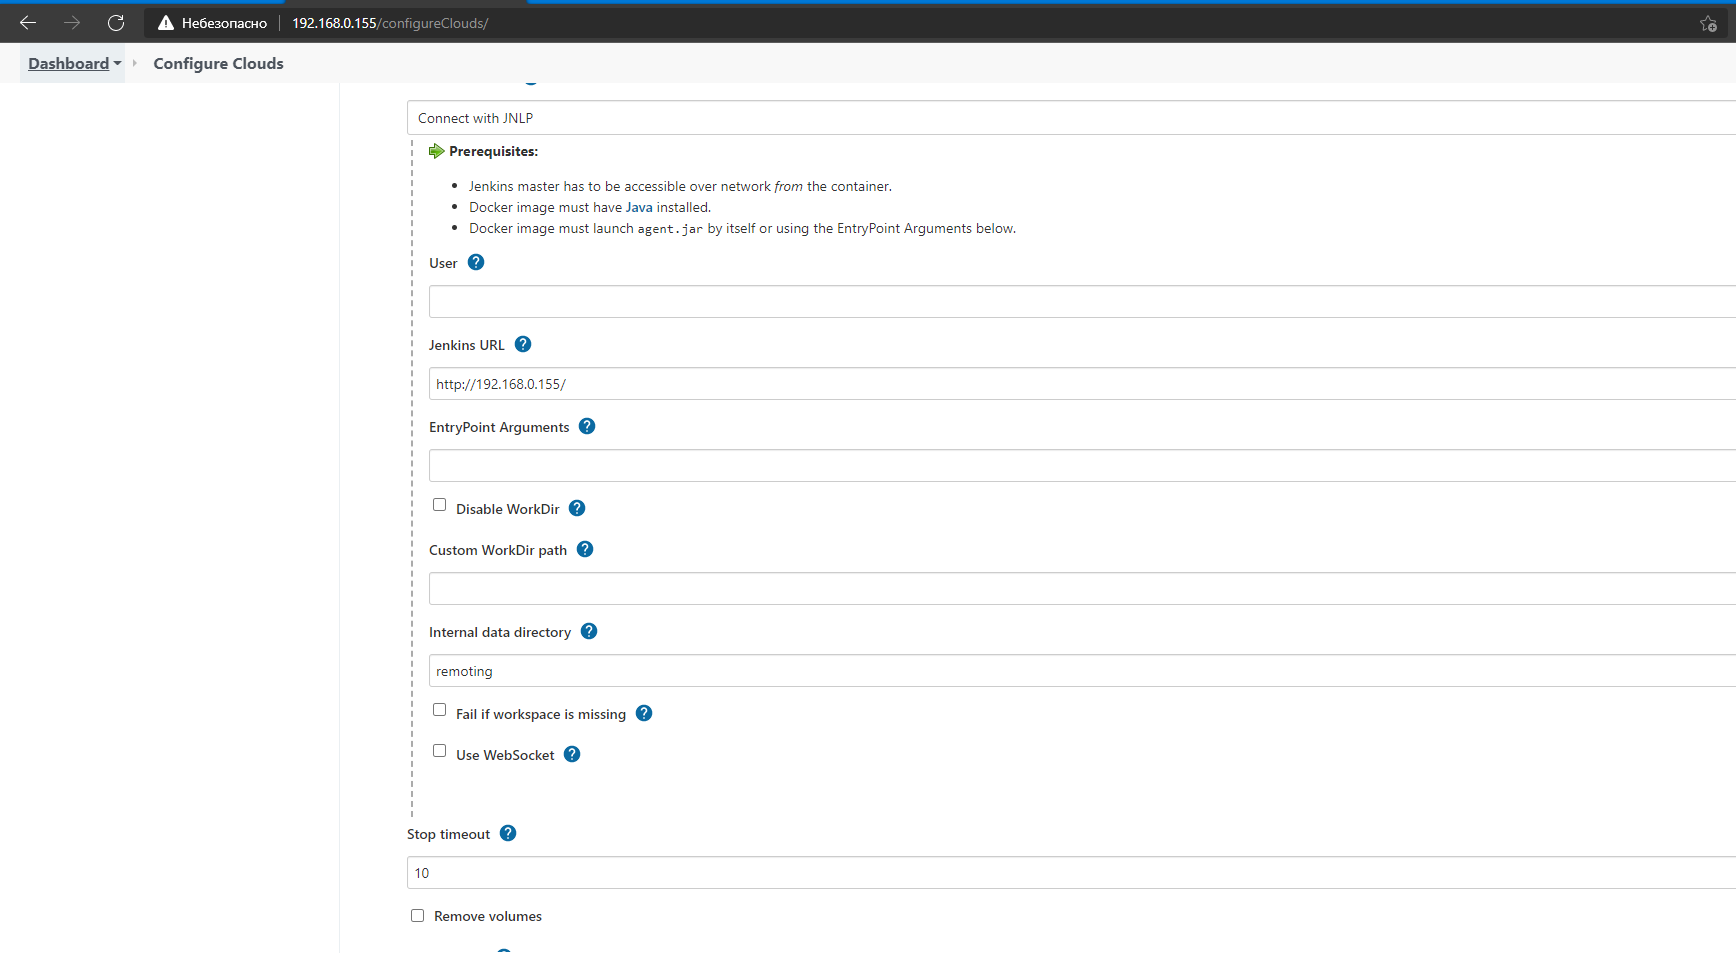 Небезопасно 192.168.0.155/configureClouds/
Dashboard Configure Clouds
Connect with JNLP
Prerequisites:
Jenkins master has to be accessible over network from the container.
Docker image must have Java installed.
Docker image must launch agent.jar by itself or using the EntryPoint Arguments below.
User ?
Jenkins URL ?
http://192.168.0.155/
EntryPoint Arguments ?
Disable WorkDir ?
Custom WorkDir path ?
Internal data directory ?
remoting
Fail if workspace is missing ?
Use WebSocket ?
Stop timeout ?
10
Remove volumes